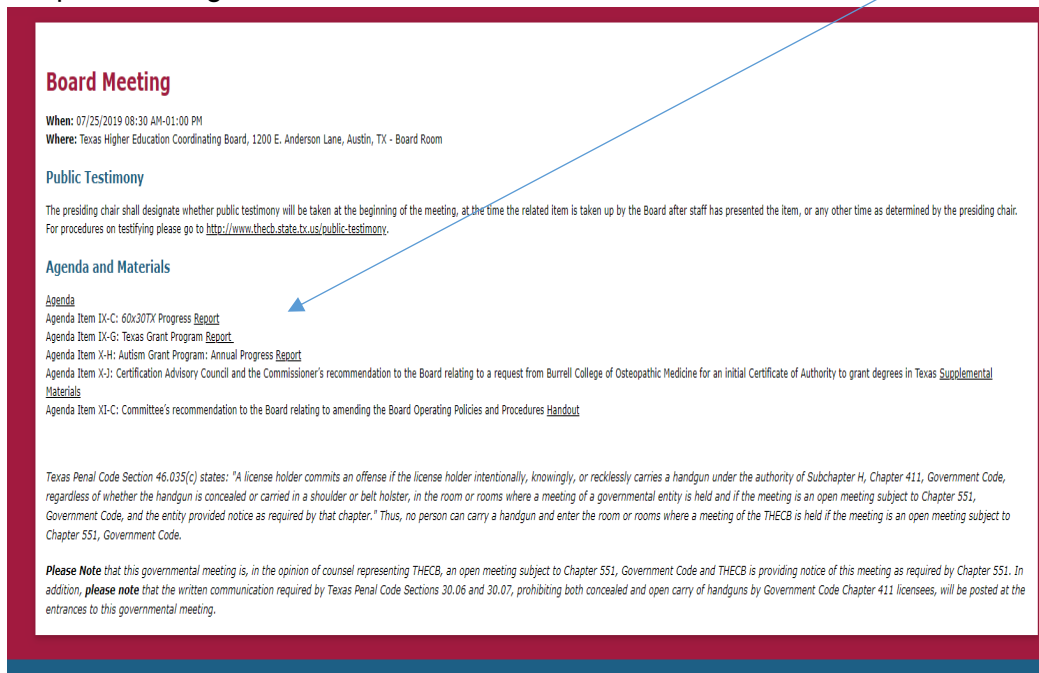 Board Meeting
When: 07/25/2019 08:30 AM-01:00 PM
Where: Texas Higher Education Coordinating Board, 1200 E. Anderson Lane, Austin, TX - Board Room
Public Testimony
The presiding chair shall designate whether public testimony will be taken at the beginning of the meeting, at the time the related item is taken up by the Board after staff has presented the item, or any other time as determined by the presiding chair.
For procedures on testifying please go to http://www.thecb.state.tx.us/public-testimony.
Agenda and Materials
Agenda
Agenda Item IX-C: 60x30TX Progress Report
Agenda Item IX-G: Texas Grant Program Report
Agenda Item X-H: Autism Grant Program: Annual Progress Report
Agenda Item X-J: Certification Advisory Council and the Commissioner's recommendation to the Board relating to a request from Burrell College of Osteopathic Medicine for an initial Certificate of Authority to grant degrees in Texas Supplemental
Materials
Agenda Item XI-C: Committee's recommendation to the Board relating to amending the Board Operating Policies and Procedures Handout
Texas Penal Code Section 46.035(c) states: "A license holder commits an offense if the license holder intentionally, knowingly, or recklessly carries a handgun under the authority of Subchapter H, Chapter 411, Government Code,
regardless of whether the handgun is concealed or carried in a shoulder or belt holster, in the room or rooms where a meeting of a governmental entity is held and if the meeting is an open meeting subject to Chapter 551,
Government Code, and the entity provided notice as required by that chapter." Thus, no person can carry a handgun and enter the room or rooms where a meeting of the THECB is held if the meeting is an open meeting subject to
Chapter 551, Government Code.
Please Note that this governmental meeting is, in the opinion of counsel representing THECB, an open meeting subject to Chapter 551, Government Code and THECB is providing notice of this meeting as required by Chapter 551. In
addition, please note that the written communication required by Texas Penal Code Sections 30.06 and 30.07, prohibiting both concealed and open carry of handguns by Government Code Chapter 411 licensees, will be posted at the
entrances to this governmental meeting.